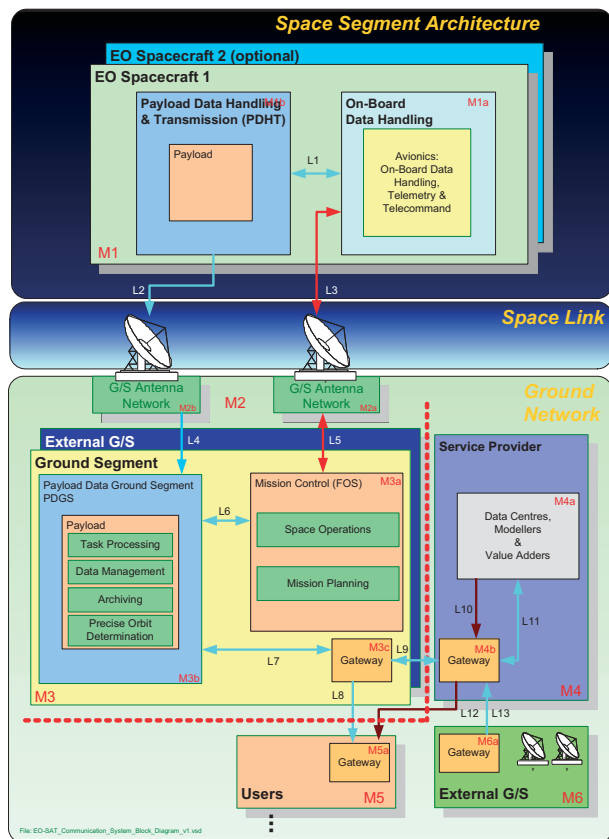 Space Segment Architecture
EO Spacecraft 2 (optional)
EO Spacecraft 1
Payload Data Handling
& Transmission (PDHT)
M1b
Payload
L1
On-Board
Data Handling
M1a
Avionics:
On-Board Data
Handling,
Telemetry &
Telecommand
M1
L2
L3
Space Link
Ground
Network
G/S Antenna
Network
M2b
M2
G/S Antenna
Network
M2a
L4
L5
External G/S
Ground Segment
Payload Data Ground Segment
PDGS
Payload
Task Processing
Data Management
Archiving
Precise Orbit
Determination
M3b
L6
Mission Control (FOS)
M3a
Space Operations
Mission Planning
L7
M3c
Gateway
L8
L9
M3
Service Provider
M4a
Data Centres,
Modellers
&
Value Adders
L10
L11
M4b
Gateway
M4
L12
L13
M5a
Gateway
Users
M5
M6a
Gateway
External G/S
M6
File: EO-SAT_Communication_System_Block_Diagram_v1.vsd